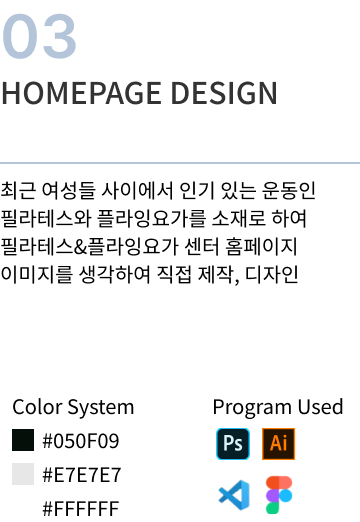 03
HOMEPAGE DESIGN
최근 여성들 사이에서 인기 있는 운동인
필라테스와 플라잉요가를 소재로 하여
필라테스&플라잉요가 센터 홈페이지
이미지를 생각하여 직접 제작, 디자인
Color System
#050F09
#E7E7E7
#FFFFFF
Program Used
Ps Ai